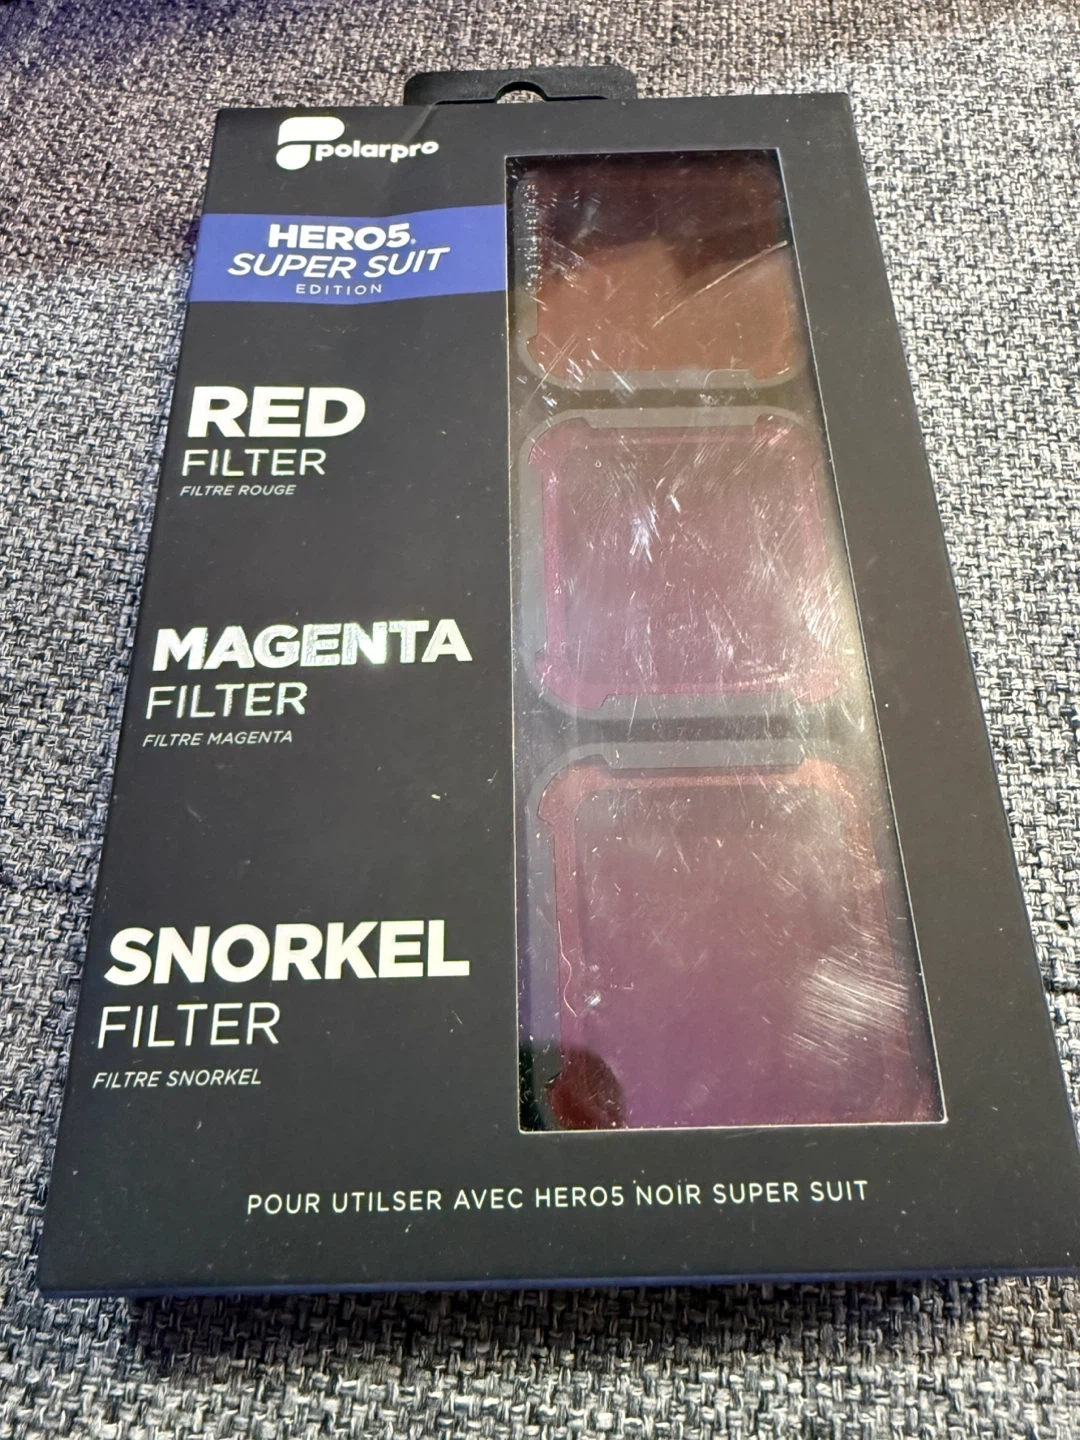 polarpro
HERO5®
SUPER SUIT
EDITION
RED
FILTER
FILTRE ROUGE
MAGENTA
FILTER
FILTRE MAGENTA
SNORKEL
FILTER
FILTRE SNORKEL
POUR UTILSER AVEC HERO5 NOIR SUPER SUIT